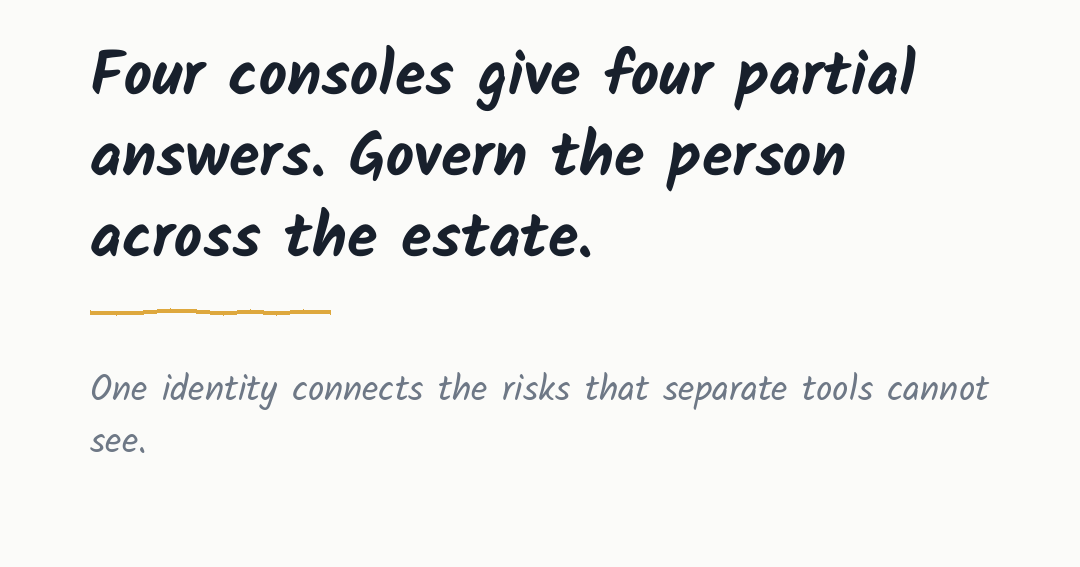 Four consoles give four partial
answers. Govern the person
across the estate.
One identity connects the risks that separate tools cannot
see.